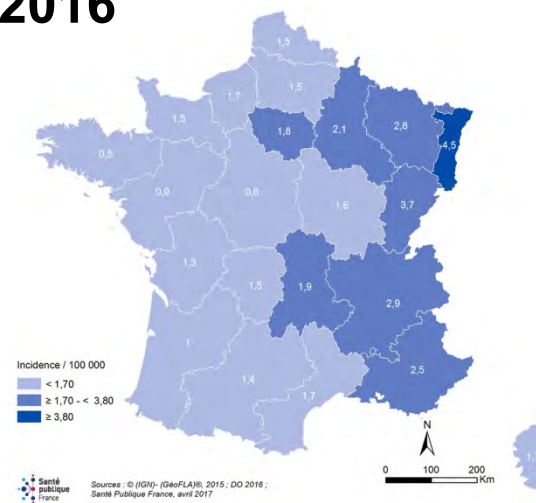 2016
1,5
1,5
1,7
1,5
1,8
2,1
2,8
4,5
0,5
0,9
0,6
1,6
3,7
1,3
1,5
1,9
2,9
1
1,4
1,7
2,5
Incidence / 100 000
< 1,70
≥ 1,70 - < 3,80
≥ 3,80
N
0 100 200
Km
Santé
publique
France
Sources : © (IGN)- (GéoFLA)®, 2015 ; DO 2016 ;
Santé Publique France, avril 2017